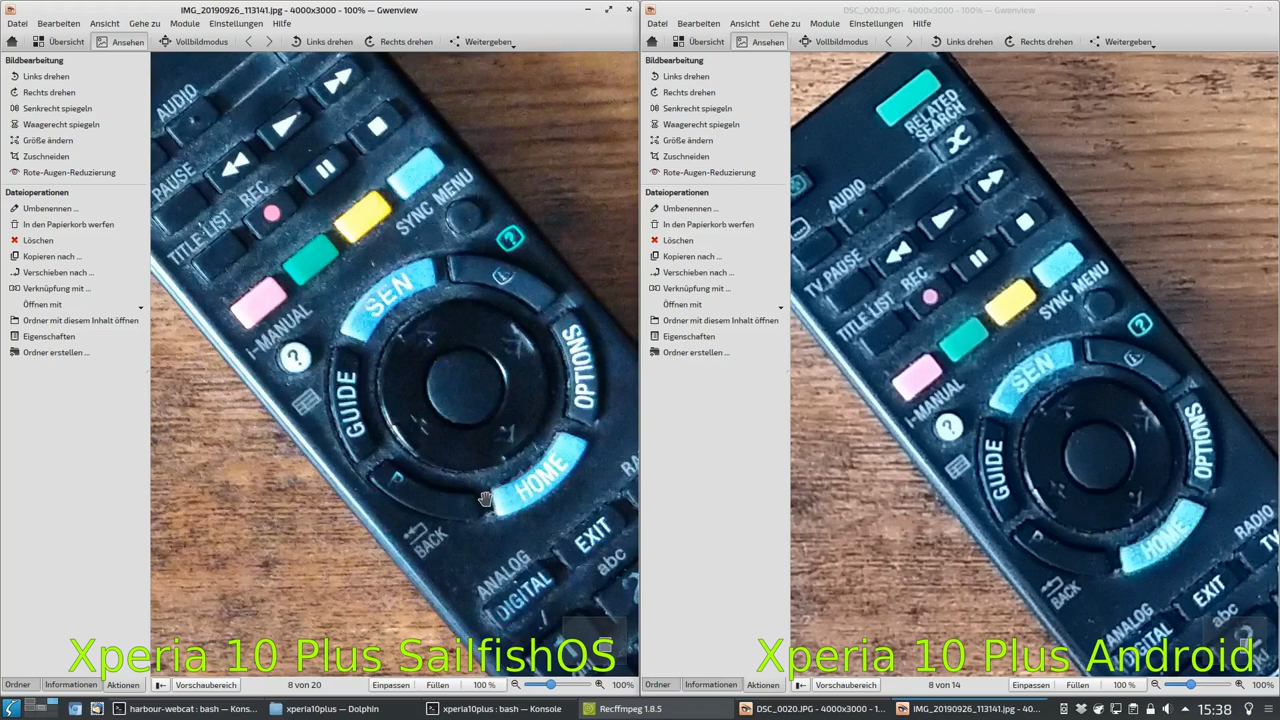 IMG_20190926_113141.jpg - 4000x3000 - 100% — Gwenview
Datei Bearbeiten Ansicht Gehe zu Module Einstellungen Hilfe
Übersicht Ansehen Vollbildmodus Links drehen Rechts drehen Weitergeben
Bildbearbeitung
Links drehen
Rechts drehen
Senkrecht spiegeln
Waagerecht spiegeln
Größe ändern
Zuschneiden
Rote-Augen-Reduzierung
Dateioperationen
Umbenennen ...
In den Papierkorb werfen
Löschen
Kopieren nach ...
Verschieben nach ...
Verknüpfung mit ...
Öffnen mit
Ordner mit diesem Inhalt öffnen
Eigenschaften
Ordner erstellen ...
AUDIO
PAUSE
TITLE LIST
REC
SYNC MENU
?
i-MANUAL
?
SEN
i
GUIDE
OPTIONS
P
HOME
BACK
RA
EXIT
ANALOG
DIGITAL
abc
Xperia 10 Plus SailfishOS
Ordner Informationen Aktionen Vorschaubereich 8 von 20 Einpassen Füllen 100 % 100%
DSC_0020.JPG - 4000x3000 - 100% — Gwenview
Datei Bearbeiten Ansicht Gehe zu Module Einstellungen Hilfe
Übersicht Ansehen Vollbildmodus Links drehen Rechts drehen Weitergeben
Bildbearbeitung
Links drehen
Rechts drehen
Senkrecht spiegeln
Waagerecht spiegeln
Größe ändern
Zuschneiden
Rote-Augen-Reduzierung
Dateioperationen
Umbenennen ...
In den Papierkorb werfen
Löschen
Kopieren nach ...
Verschieben nach ...
Verknüpfung mit ...
Öffnen mit
Ordner mit diesem Inhalt öffnen
Eigenschaften
Ordner erstellen ...
RELATED
SEARCH
AUDIO
TV PAUSE
TITLE LIST
REC
SYNC MENU
?
i-MANUAL
?
SEN
i
GUIDE
OPTIONS
P
HOME
BACK
RADIO
TV
EXIT
ANALOG
DIGITAL
abc
Xperia 10 Plus Android
Ordner Informationen Aktionen Vorschaubereich 8 von 14 Einpassen Füllen 100 % 100%
harbour-webcat : bash — Kons... xperia10plus — Dolphin xperia10plus : bash — Konsole Recffmpeg 1.8.5 DSC_0020.JPG - 4000x3000 - 1... IMG_20190926_113141.jpg - 40... 15:38